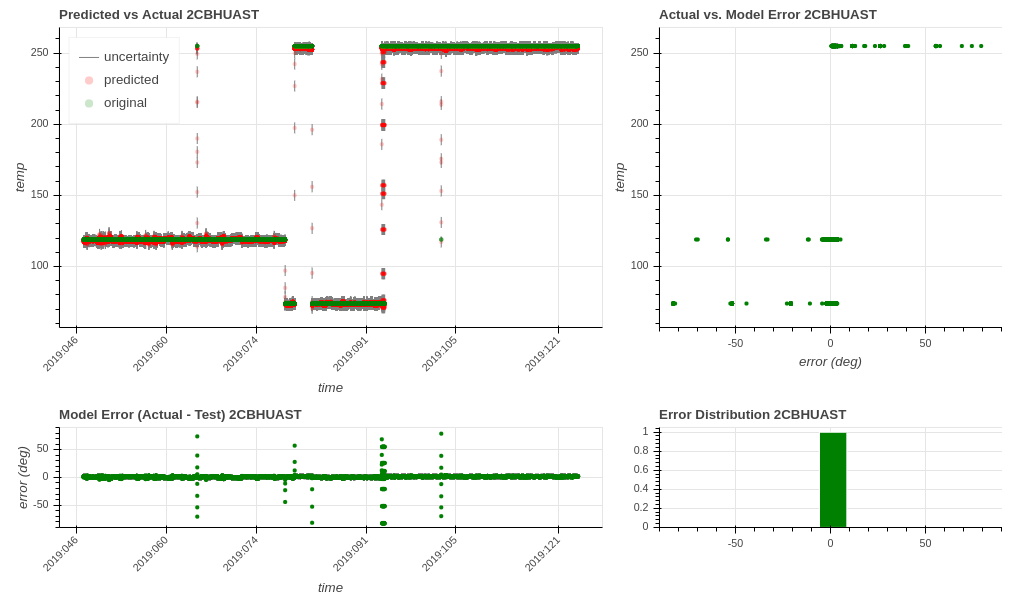 Predicted vs Actual 2CBHUAST
250
200
150
100
temp
uncertainty
predicted
original
2019:046
2019:060
2019:074
2019:091
2019:105
2019:121
time
Actual vs. Model Error 2CBHUAST
250
200
150
100
temp
-50
0
50
error (deg)
Model Error (Actual - Test) 2CBHUAST
50
0
-50
error (deg)
2019:046
2019:060
2019:074
2019:091
2019:105
2019:121
time
Error Distribution 2CBHUAST
1
0.8
0.6
0.4
0.2
0
-50
0
50